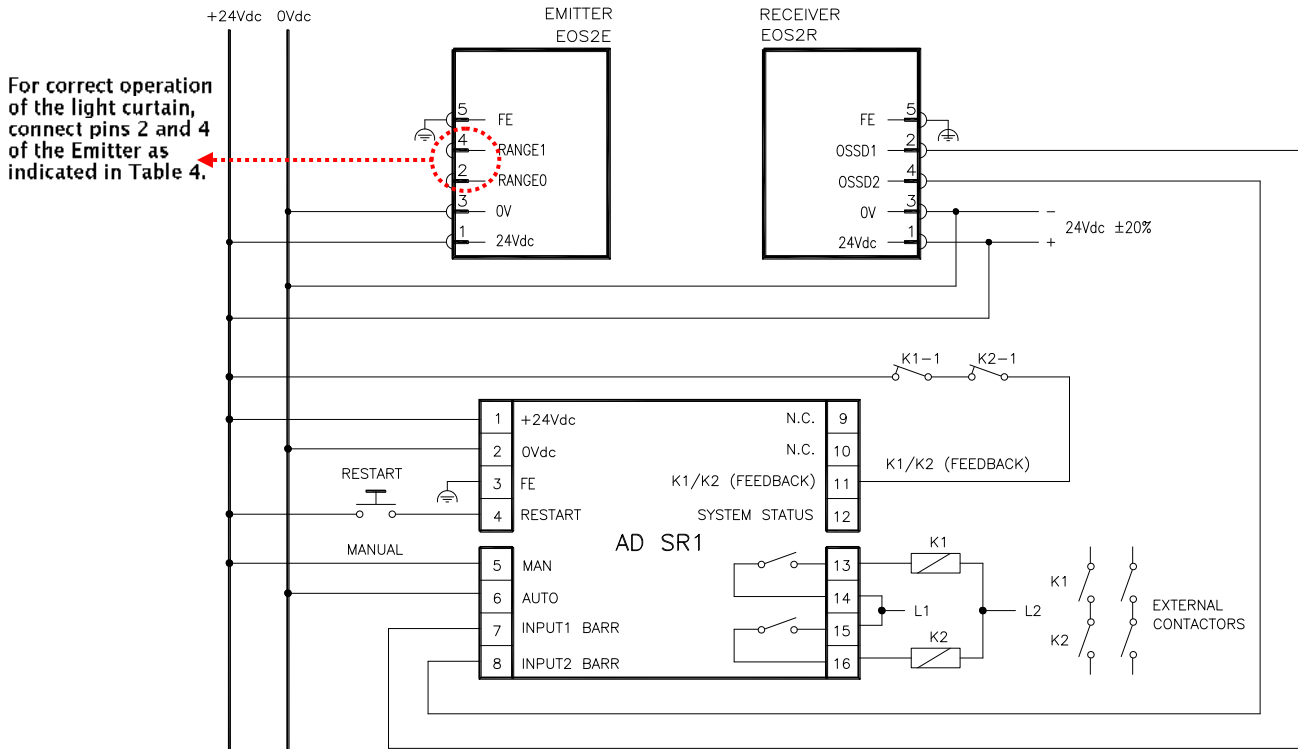 +24Vdc 0Vdc
EMITTER
EOS2E
RECEIVER
EOS2R
For correct operation
of the light curtain,
connect pins 2 and 4
of the Emitter as
indicated in Table 4.
5 FE
4 RANGE1
2 RANGE0
3 0V
1 24Vdc
FE 5
OSSD1 2
OSSD2 4
0V 3
24Vdc 1
−
24Vdc ±20%
+
K1-1 K2-1
1 +24Vdc
2 0Vdc
3 FE
4 RESTART
RESTART
MANUAL
5 MAN
6 AUTO
7 INPUT1 BARR
8 INPUT2 BARR
AD SR1
N.C. 9
N.C. 10
K1/K2 (FEEDBACK) 11
SYSTEM STATUS 12
K1/K2 (FEEDBACK)
13
14
15
16
K1
L1
L2
K2
K1
K2
EXTERNAL
CONTACTORS